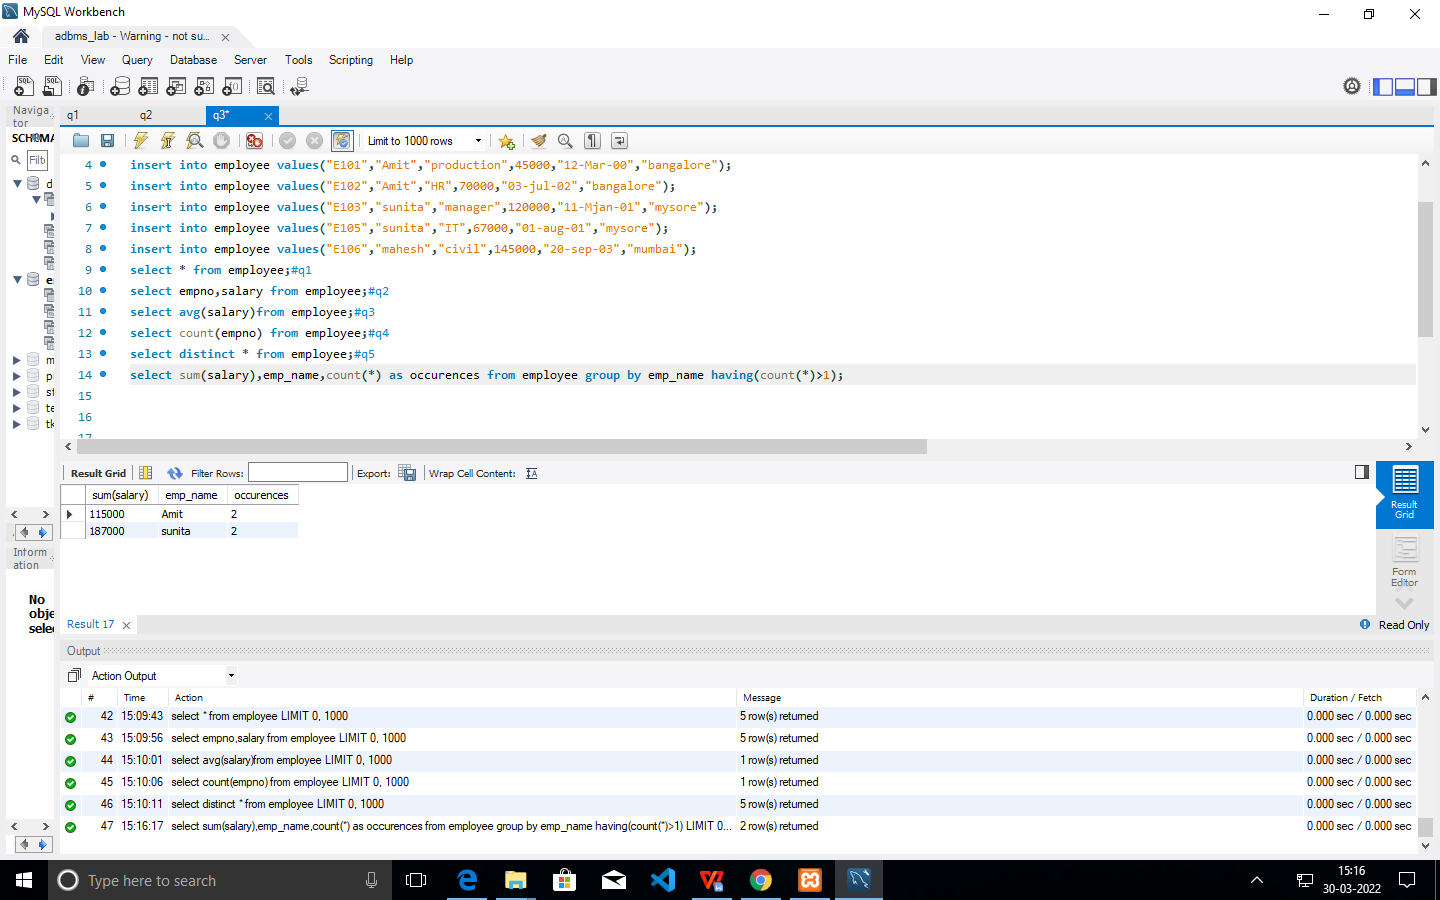 MySQL Workbench
adbms_lab - Warning - not su...
File Edit View Query Database Server Tools Scripting Help
Naviga
tor
q1 q2 q3*
Limit to 1000 rows
4 insert into employee values("E101","Amit","production",45000,"12-Mar-00","bangalore");
5 insert into employee values("E102","Amit","HR",70000,"03-jul-02","bangalore");
6 insert into employee values("E103","sunita","manager",120000,"11-Mjan-01","mysore");
7 insert into employee values("E105","sunita","IT",67000,"01-aug-01","mysore");
8 insert into employee values("E106","mahesh","civil",145000,"20-sep-03","mumbai");
9 select * from employee;#q1
10 select empno,salary from employee;#q2
11 select avg(salary)from employee;#q3
12 select count(empno) from employee;#q4
13 select distinct * from employee;#q5
14 select sum(salary),emp_name,count(*) as occurences from employee group by emp_name having(count(*)>1);
15
16
17
d
e
m
p
st
te
tk
Inform
ation
No
obje
selec
Result Grid Filter Rows: Export: Wrap Cell Content:
sum(salary) emp_name occurences
115000 Amit 2
187000 sunita 2
Result
Grid
Form
Editor
Result 17
Read Only
Output
Action Output
# Time Action Message Duration / Fetch
42 15:09:43 select * from employee LIMIT 0, 1000 5 row(s) returned 0.000 sec / 0.000 sec
43 15:09:56 select empno,salary from employee LIMIT 0, 1000 5 row(s) returned 0.000 sec / 0.000 sec
44 15:10:01 select avg(salary)from employee LIMIT 0, 1000 1 row(s) returned 0.000 sec / 0.000 sec
45 15:10:06 select count(empno) from employee LIMIT 0, 1000 1 row(s) returned 0.000 sec / 0.000 sec
46 15:10:11 select distinct * from employee LIMIT 0, 1000 5 row(s) returned 0.000 sec / 0.000 sec
47 15:16:17 select sum(salary),emp_name,count(*) as occurences from employee group by emp_name having(count(*)>1) LIMIT 0... 2 row(s) returned 0.000 sec / 0.000 sec
Type here to search
15:16
30-03-2022